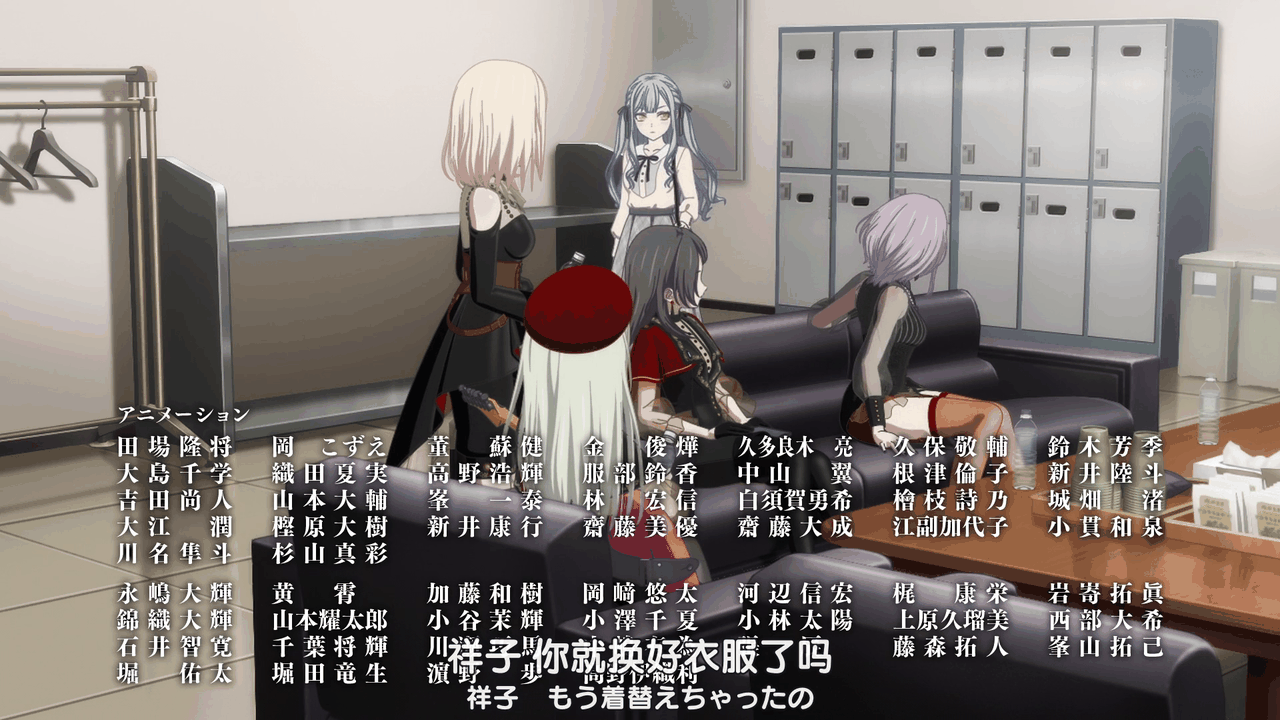 アニメーション
田場隆将 岡こずえ 董蘇健 金俊燁 久多良木亮 久保敬輔 鈴木芳季
大島千学 織田夏実 高野浩輝 服部鈴香 中山翼 根津倫子 新井陸斗
吉田尚人 山本大輔 峯一泰 林宏信 白須賀勇希 檜枝詩乃 城畑渚
大江潤 樫原大樹 新井康行 齋藤美優 齋藤大成 江副加代子 小貫和泉
川名隼斗 杉山真彩
永嶋大輝 黄霄 加藤和樹 岡﨑悠太 河辺信宏 梶康栄 岩嵜拓眞
錦織大輝 山本耀太郎 小谷茉輝 小澤千夏 小林太陽 上原久瑠美 西部大希
石井智寛 千葉将輝 藤森拓人 峯山拓己
堀佑太 堀田竜生
祥子 你就换好衣服了吗
祥子 もう着替えちゃったの